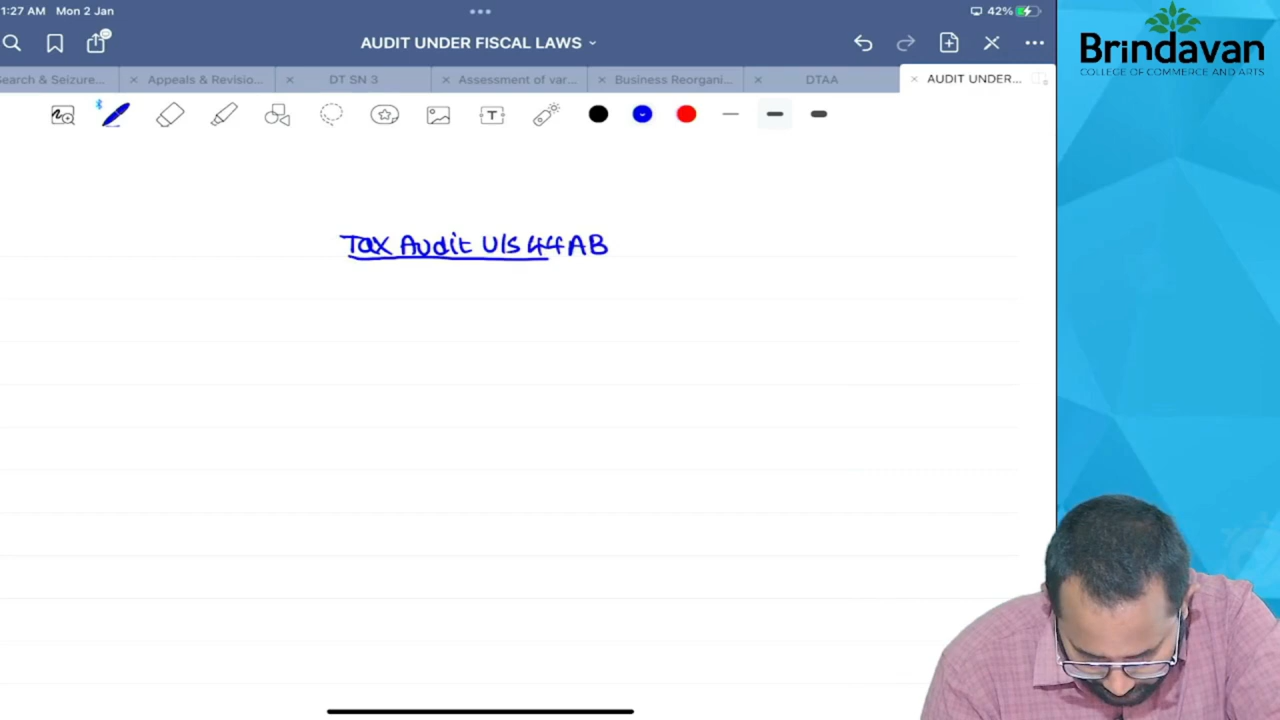 1:27 AM Mon 2 Jan
42%
AUDIT UNDER FISCAL LAWS
Brindavan
COLLEGE OF COMMERCE AND ARTS
earch & Seizure...
Appeals & Revisio...
DT SN 3
Assessment of var...
Business Reorgani...
DTAA
AUDIT UNDER...
T
Tax Audit U/S 44AB